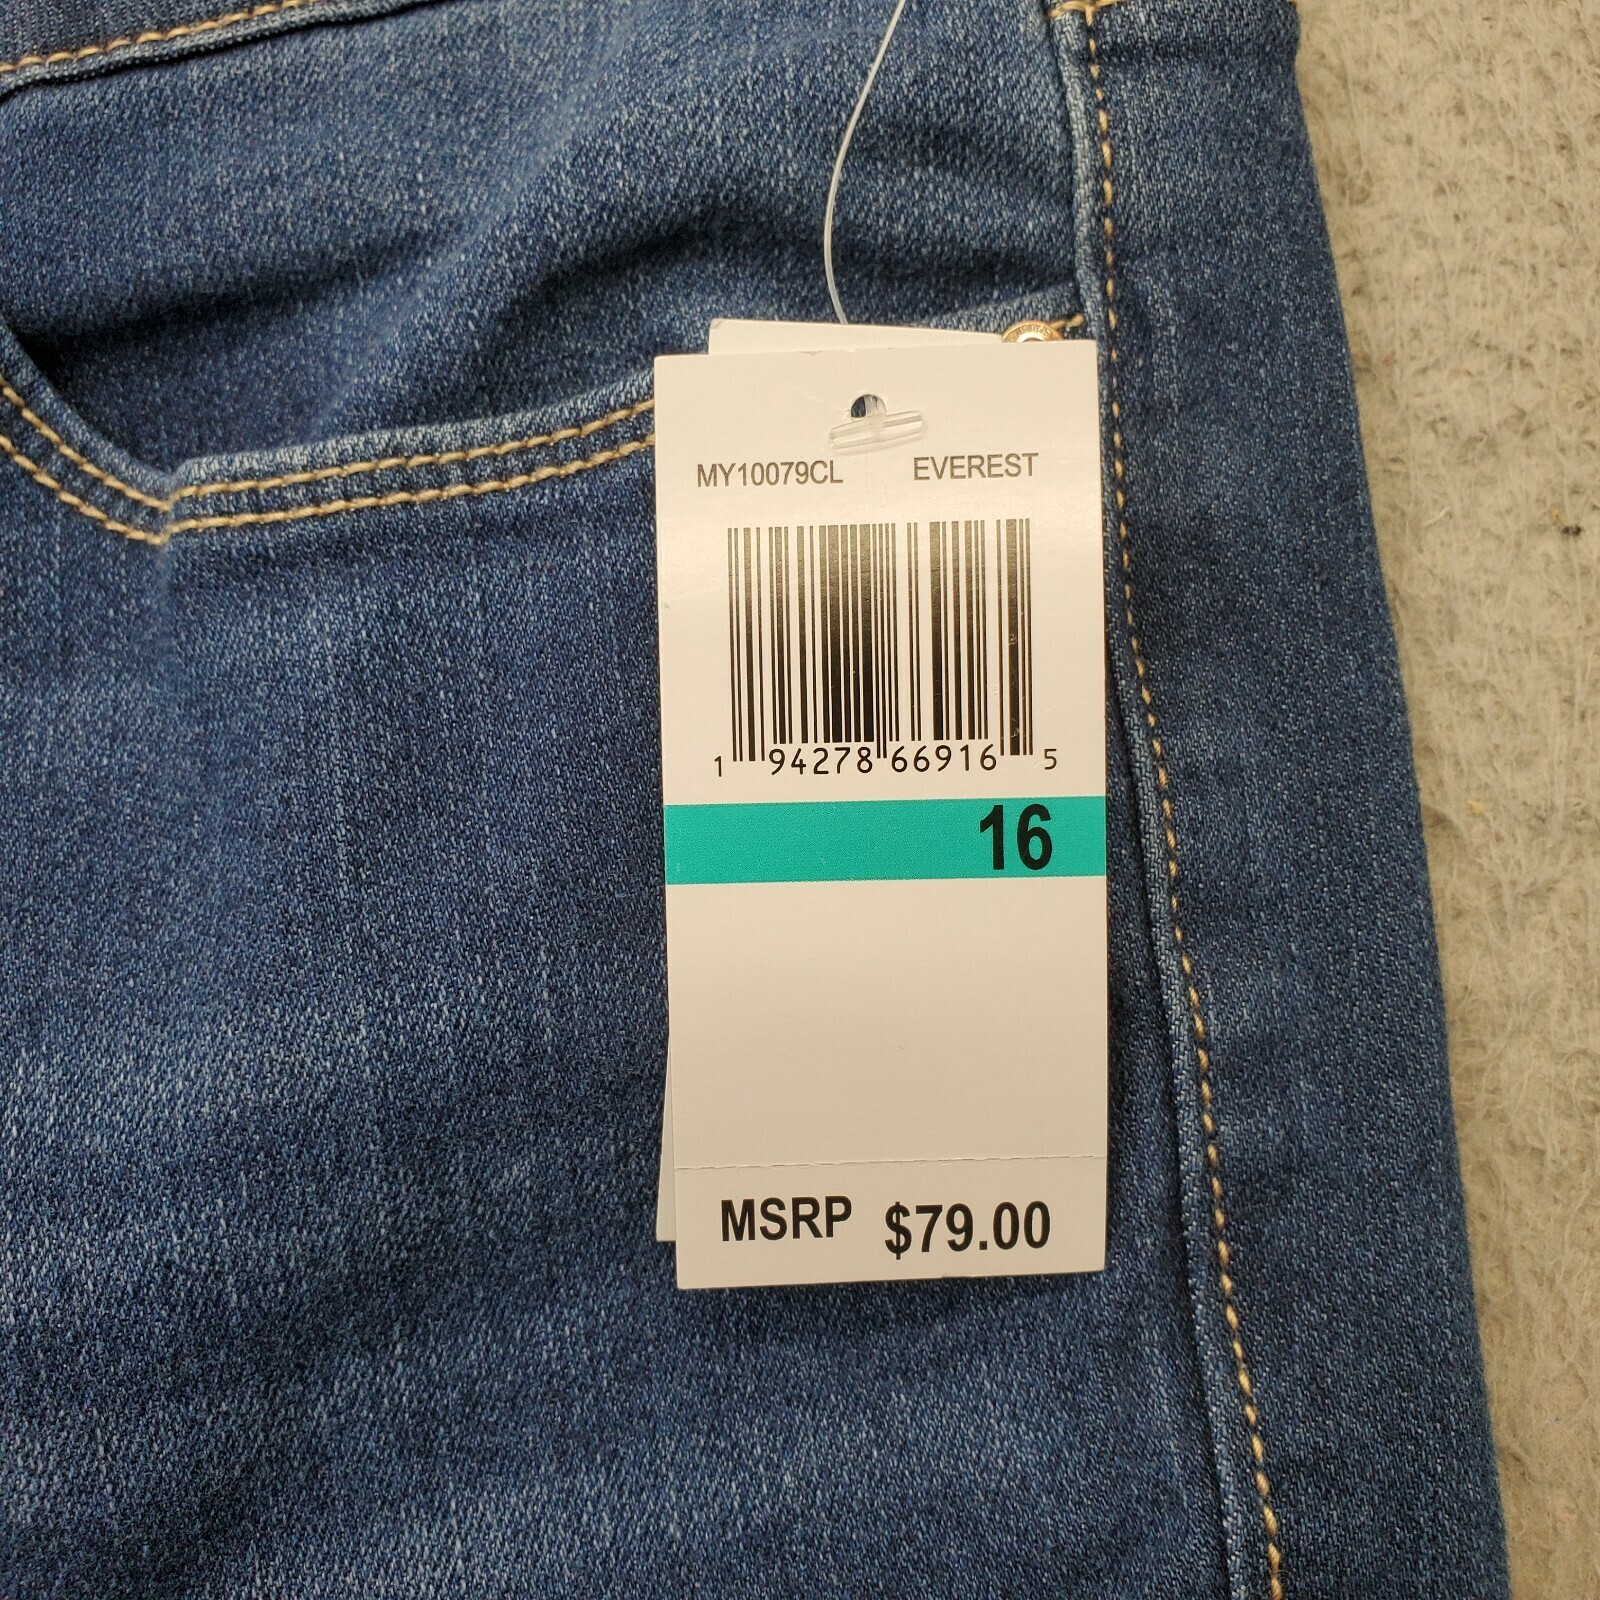 MY10079CL EVEREST
1 94278 66916 5
16
MSRP $79.00